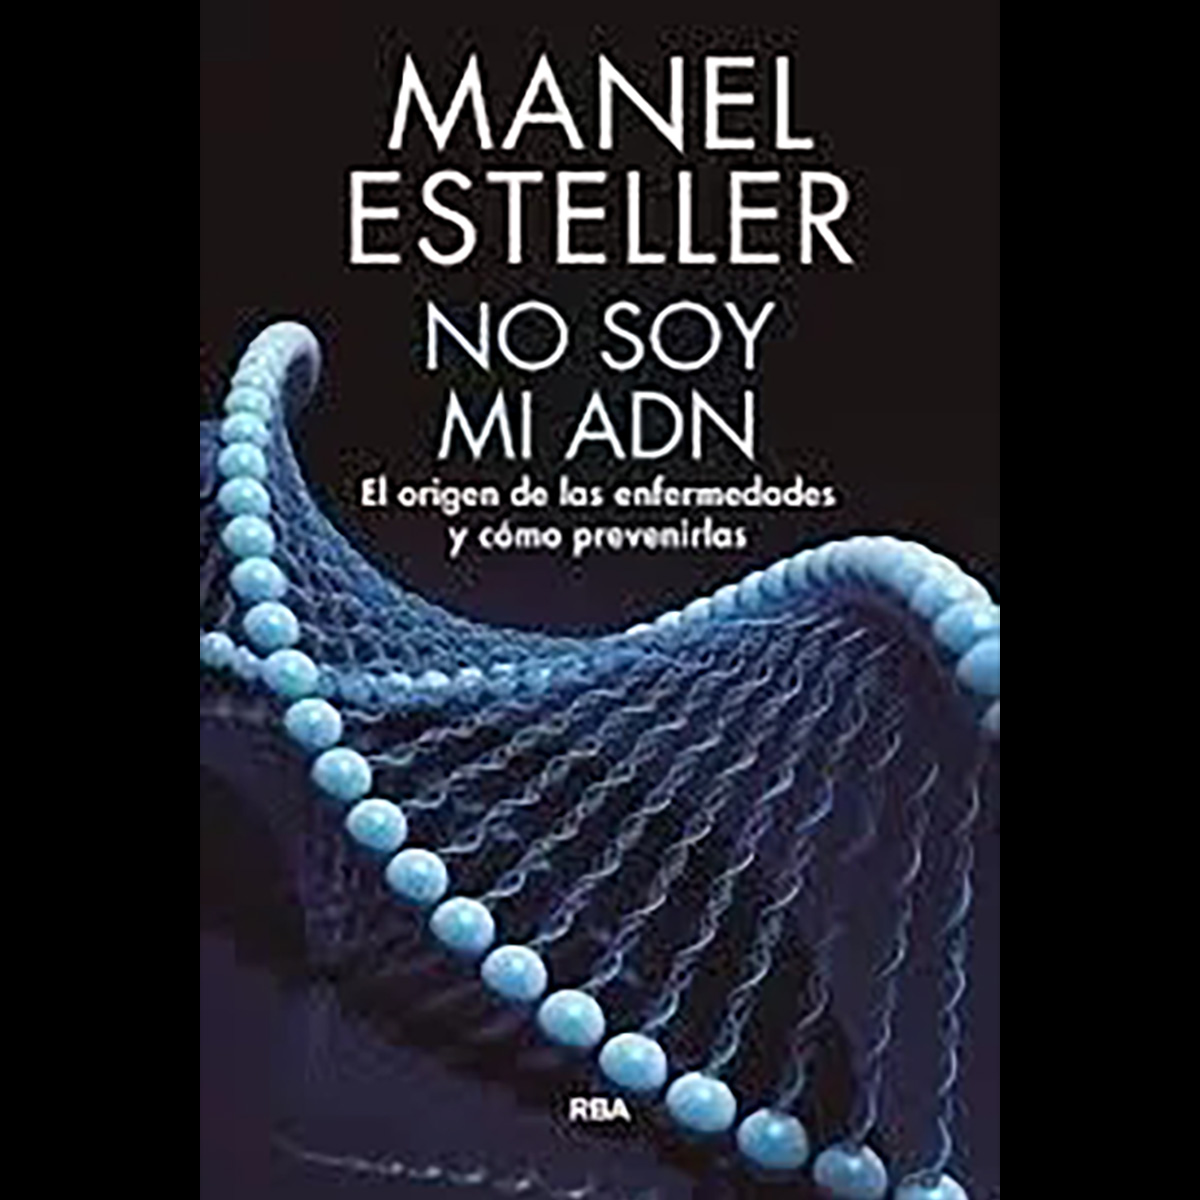 MANEL
ESTELLER
NO SOY
MI ADN
El origen de las enfermedades
y cómo prevenirlas
RBA